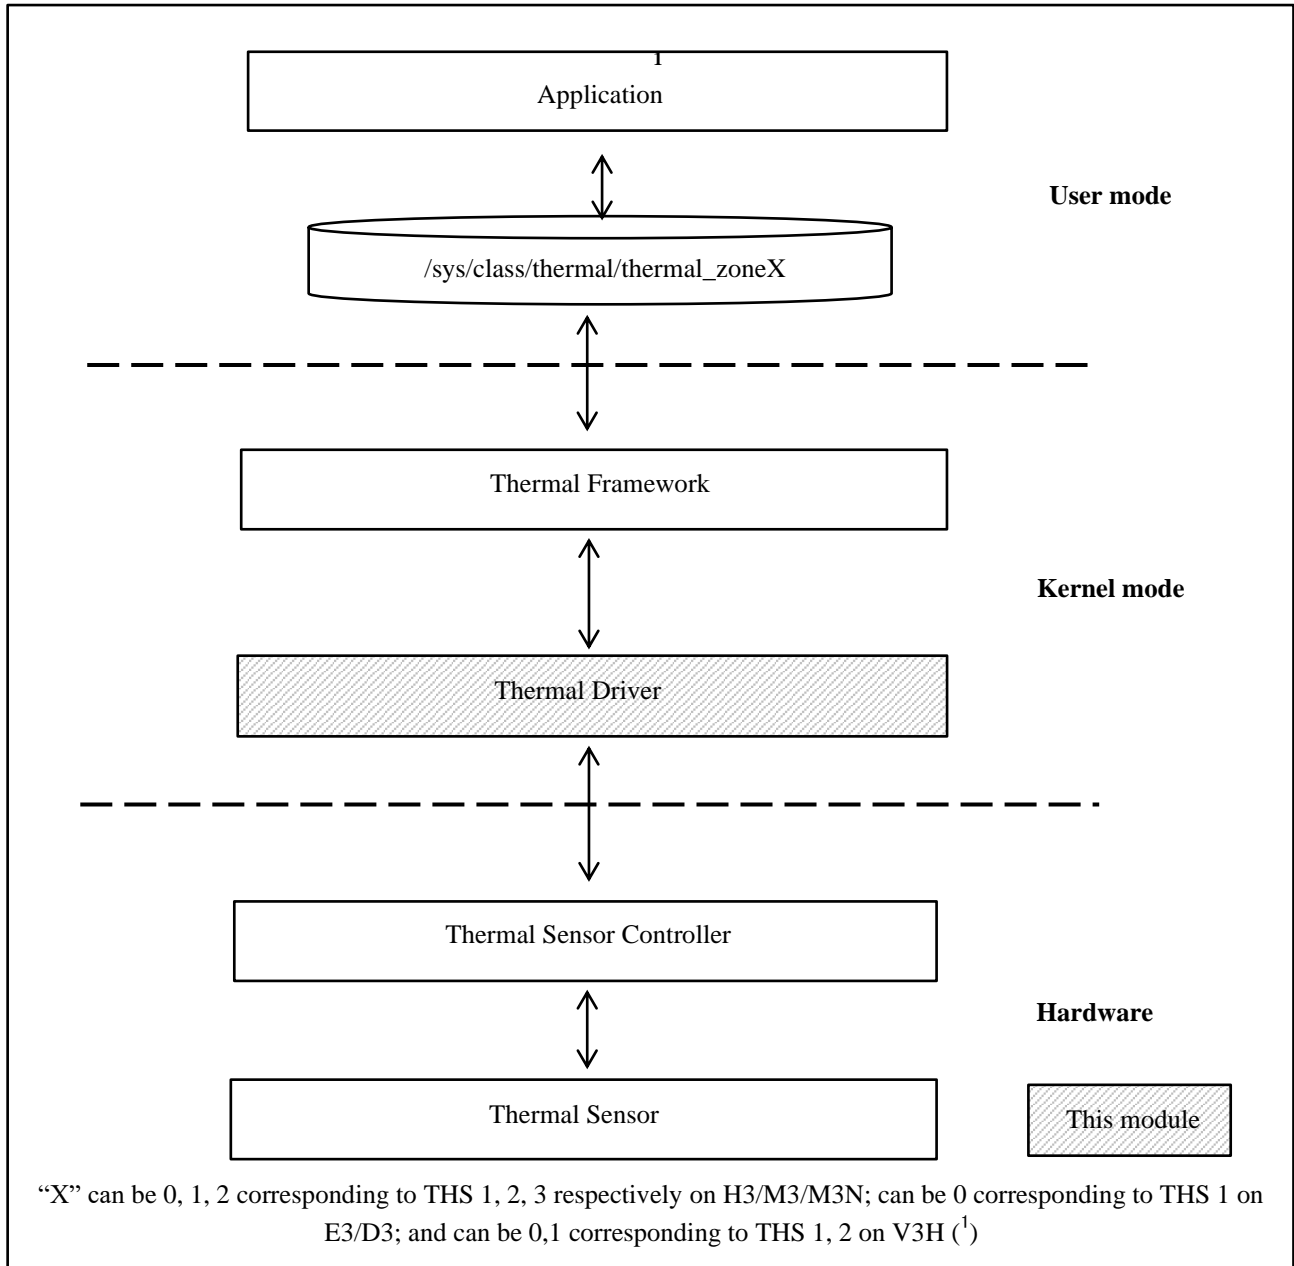 1
Application
User mode
/sys/class/thermal/thermal_zoneX
Thermal Framework
Kernel mode
Thermal Driver
Thermal Sensor Controller
Hardware
Thermal Sensor
This module
“X” can be 0, 1, 2 corresponding to THS 1, 2, 3 respectively on H3/M3/M3N; can be 0 corresponding to THS 1 on
E3/D3; and can be 0,1 corresponding to THS 1, 2 on V3H (¹)